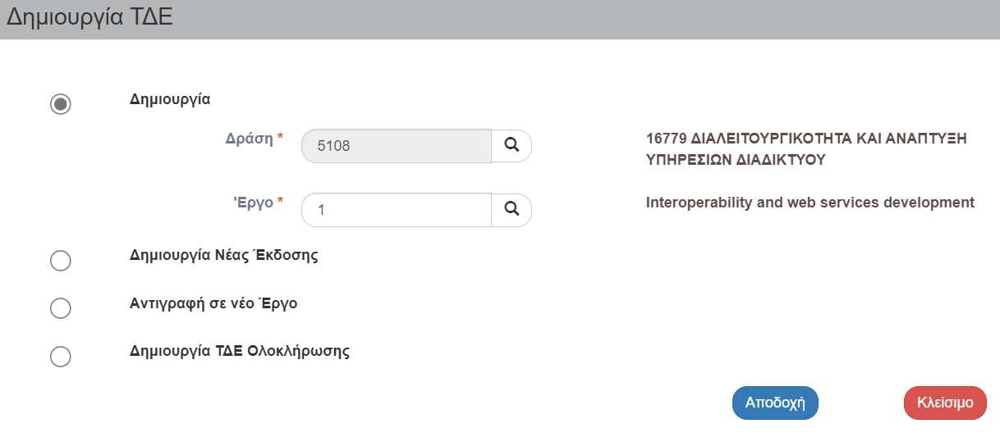 Δημιουργία ΤΔΕ
Δημιουργία
Δράση *
5108
16779 ΔΙΑΛΕΙΤΟΥΡΓΙΚΟΤΗΤΑ ΚΑΙ ΑΝΑΠΤΥΞΗ
ΥΠΗΡΕΣΙΩΝ ΔΙΑΔΙΚΤΥΟΥ
'Εργο *
1
Interoperability and web services development
Δημιουργία Νέας Έκδοσης
Αντιγραφή σε νέο Έργο
Δημιουργία ΤΔΕ Ολοκλήρωσης
Αποδοχή
Κλείσιμο